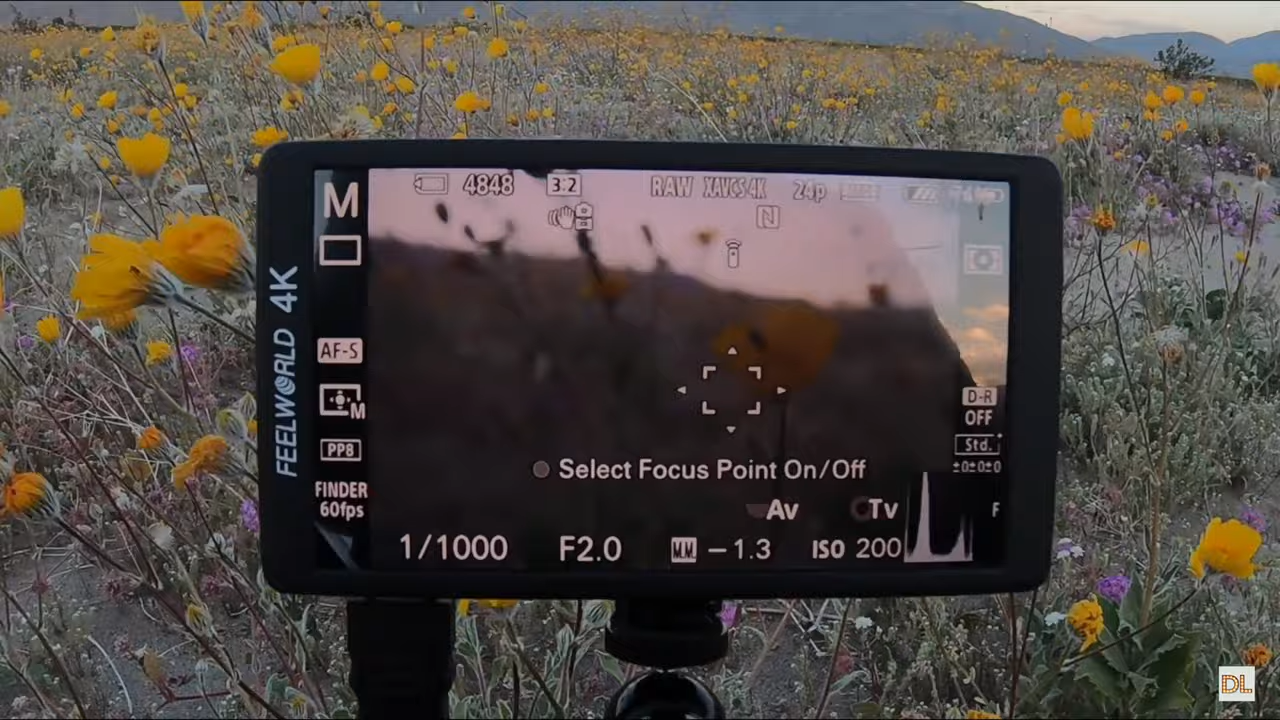 M
4848
3:2
RAW
XAVCS 4K
24p
FEELWORLD 4K
AF-S
M
PP8
FINDER
60fps
D-R
OFF
Std.
±0±0±0
Select Focus Point On/Off
Av
Tv
F
1/1000
F2.0
M.M.
−1.3
ISO 200
DL